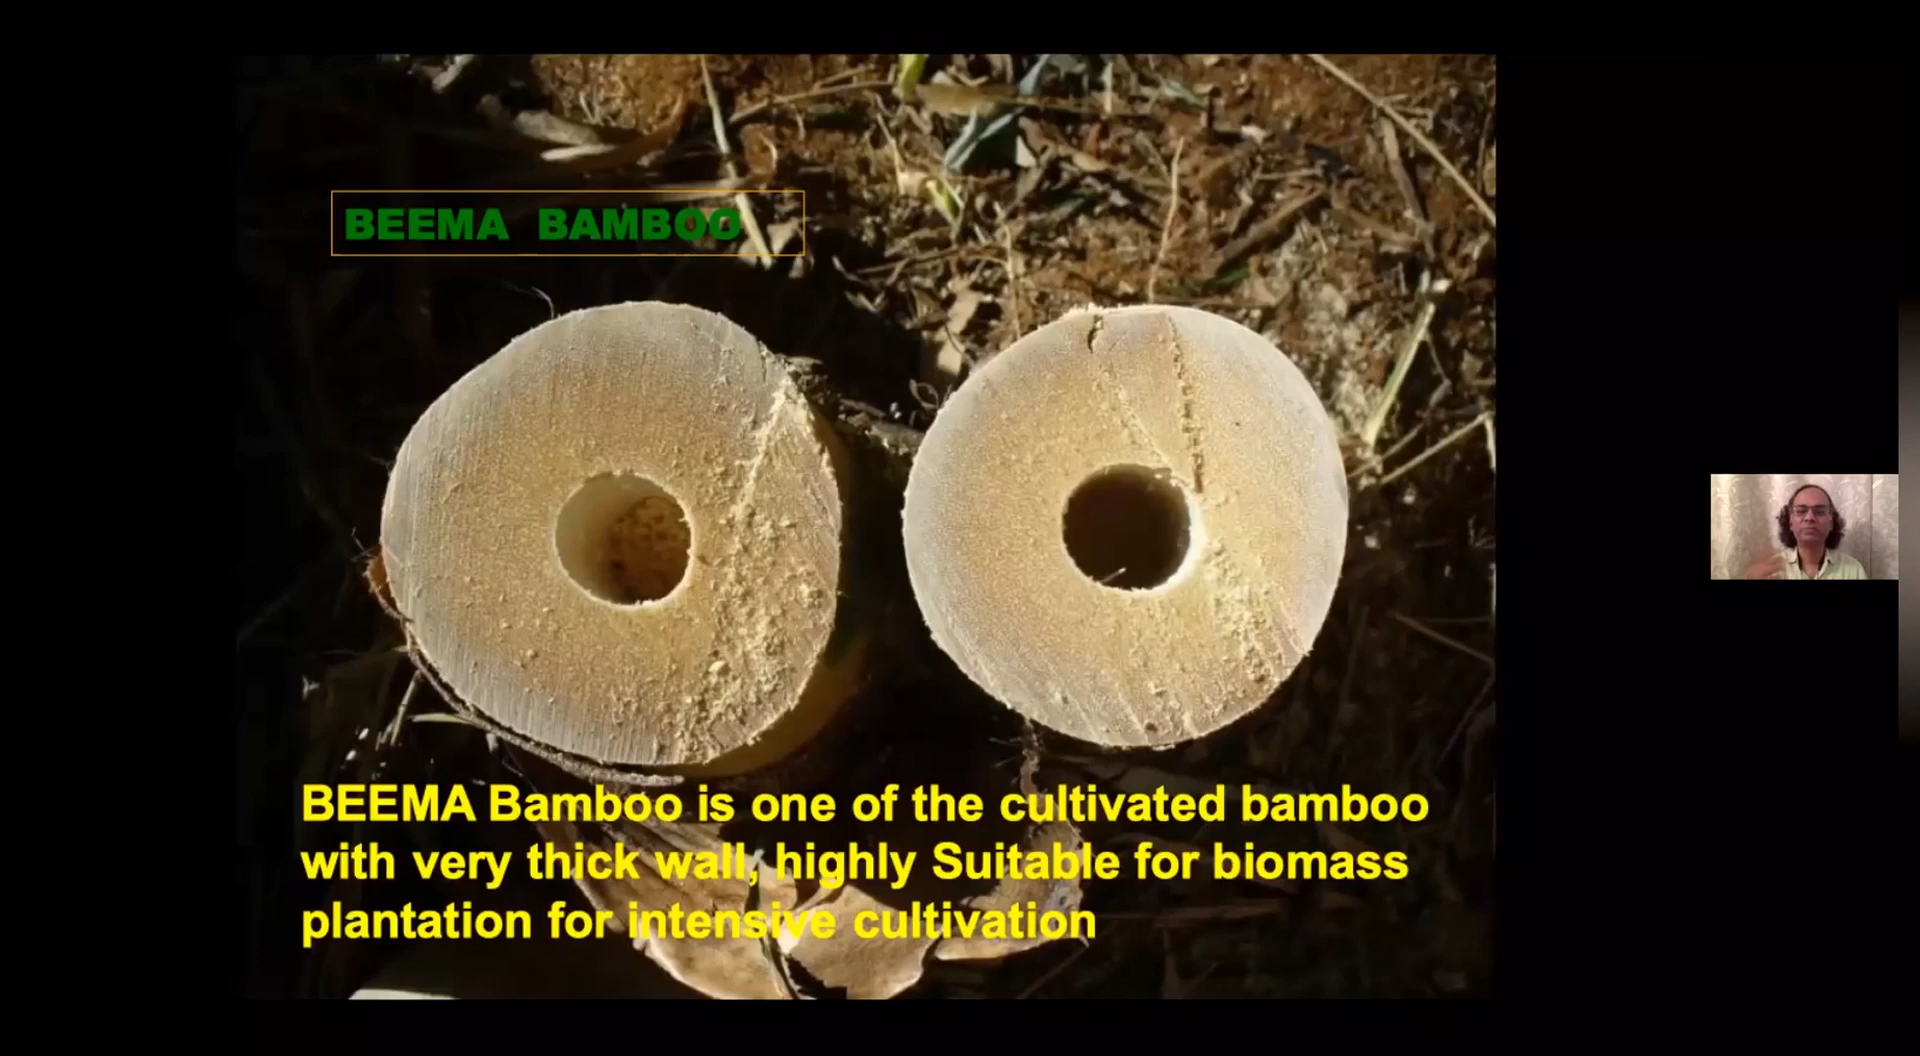 BEEMA BAMBOO
BEEMA Bamboo is one of the cultivated bamboo
with very thick wall, highly Suitable for biomass
plantation for intensive cultivation